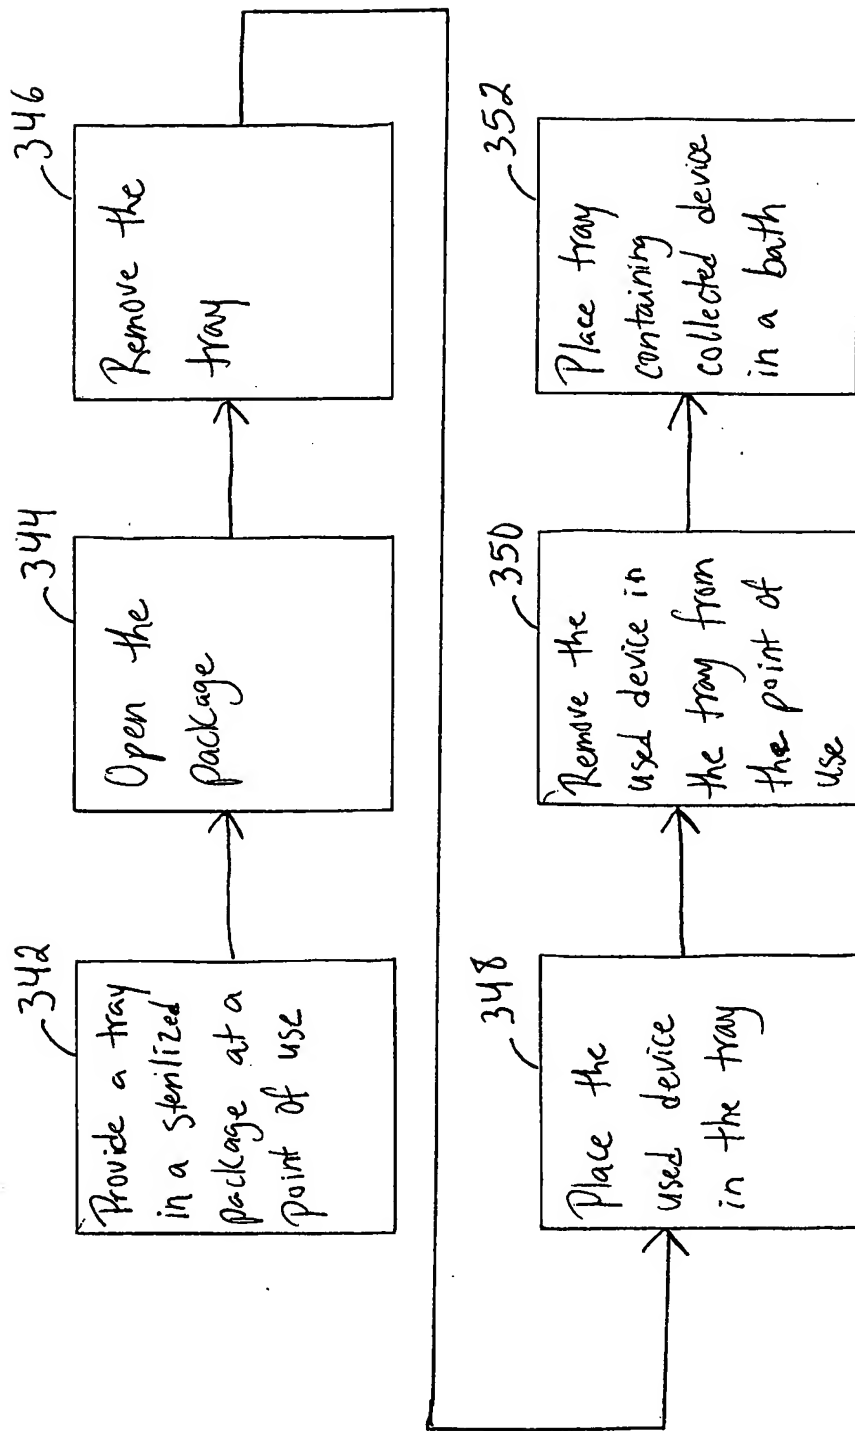 342
Provide a tray
in a sterilized
package at a
point of use
344
Open the
package
346
Remove the
tray
348
Place the
used device
in the tray
350
Remove the
used device in
the tray from
the point of
use
352
Place tray
containing
collected device
in a bath